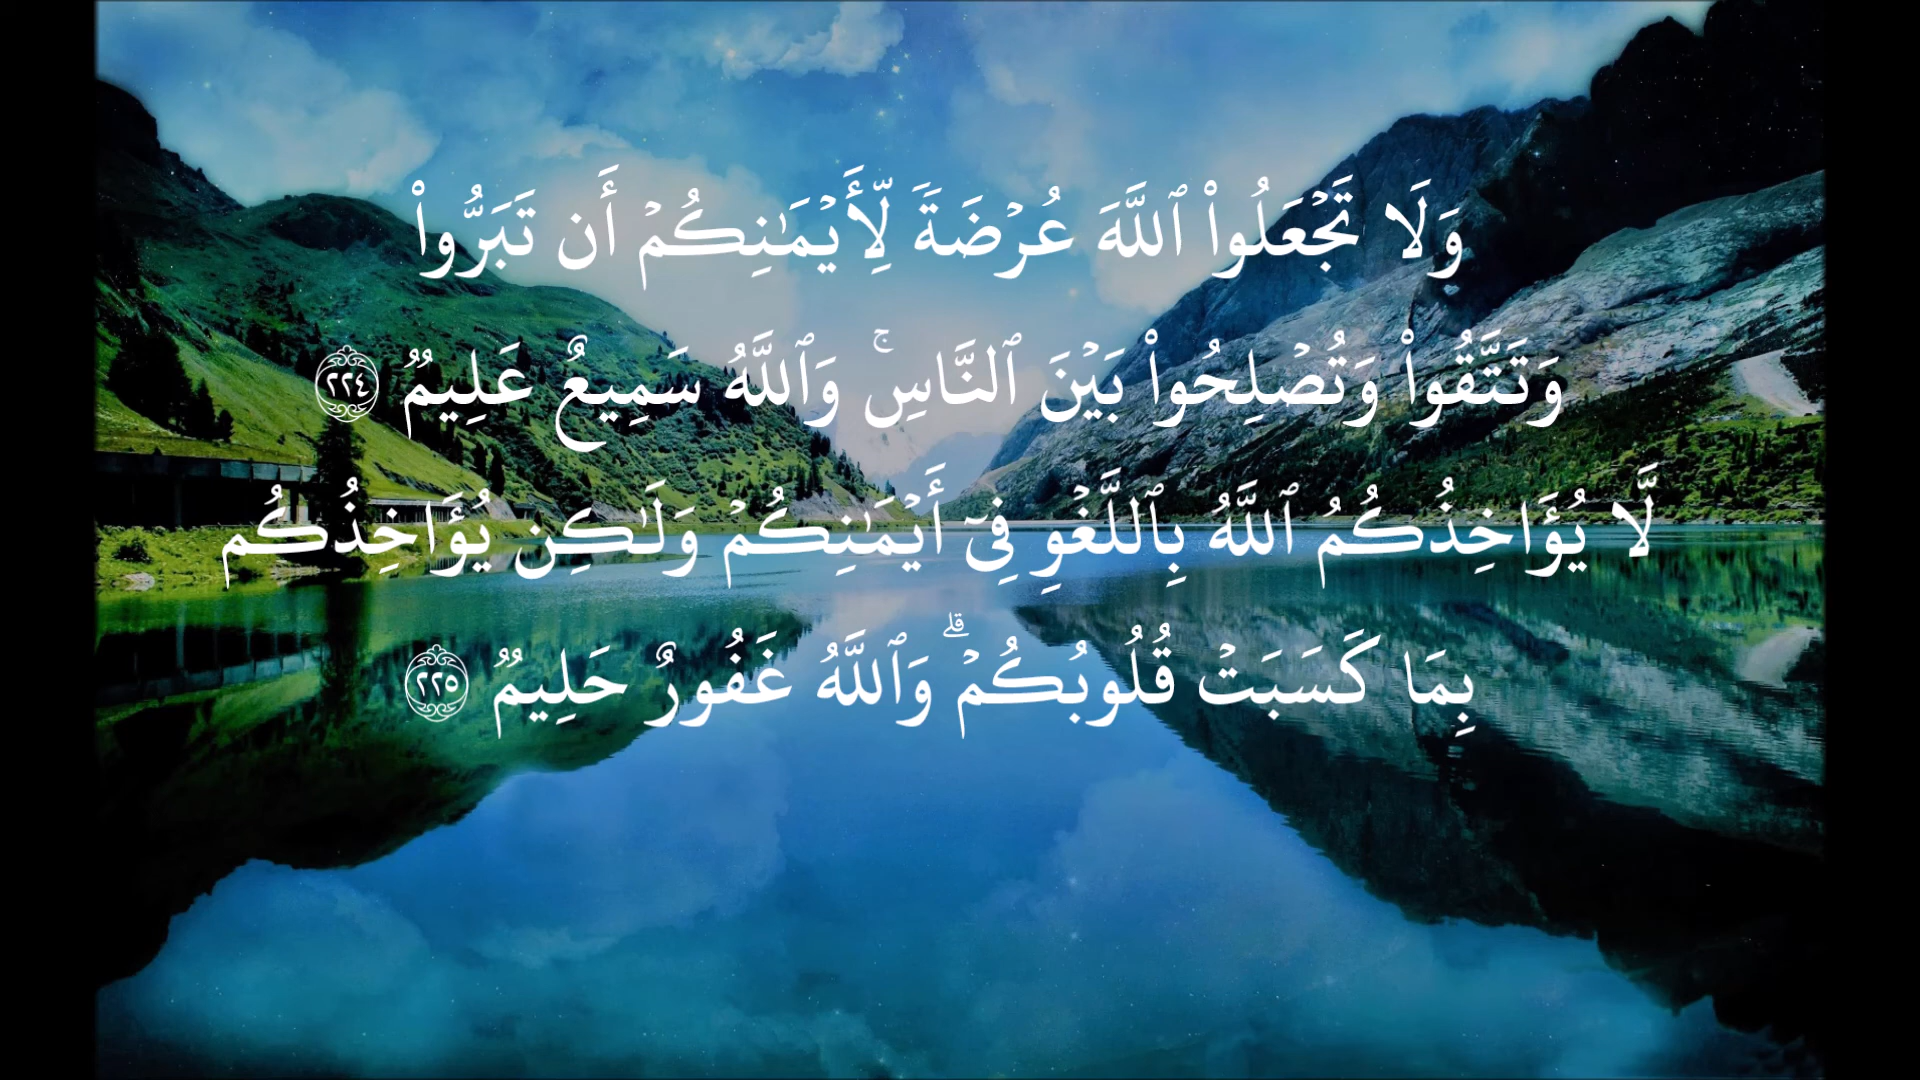 وَلَا تَجۡعَلُواْ ٱللَّهَ عُرۡضَةٗ لِّأَيۡمَٰنِكُمۡ أَن تَبَرُّواْ
وَتَتَّقُواْ وَتُصۡلِحُواْ بَيۡنَ ٱلنَّاسِۚ وَٱللَّهُ سَمِيعٌ عَلِيمٞ ٢٢٤
لَّا يُؤَاخِذُكُمُ ٱللَّهُ بِٱللَّغۡوِ فِيٓ أَيۡمَٰنِكُمۡ وَلَٰكِن يُؤَاخِذُكُم
بِمَا كَسَبَتۡ قُلُوبُكُمۡۗ وَٱللَّهُ غَفُورٌ حَلِيمٞ ٢٢٥